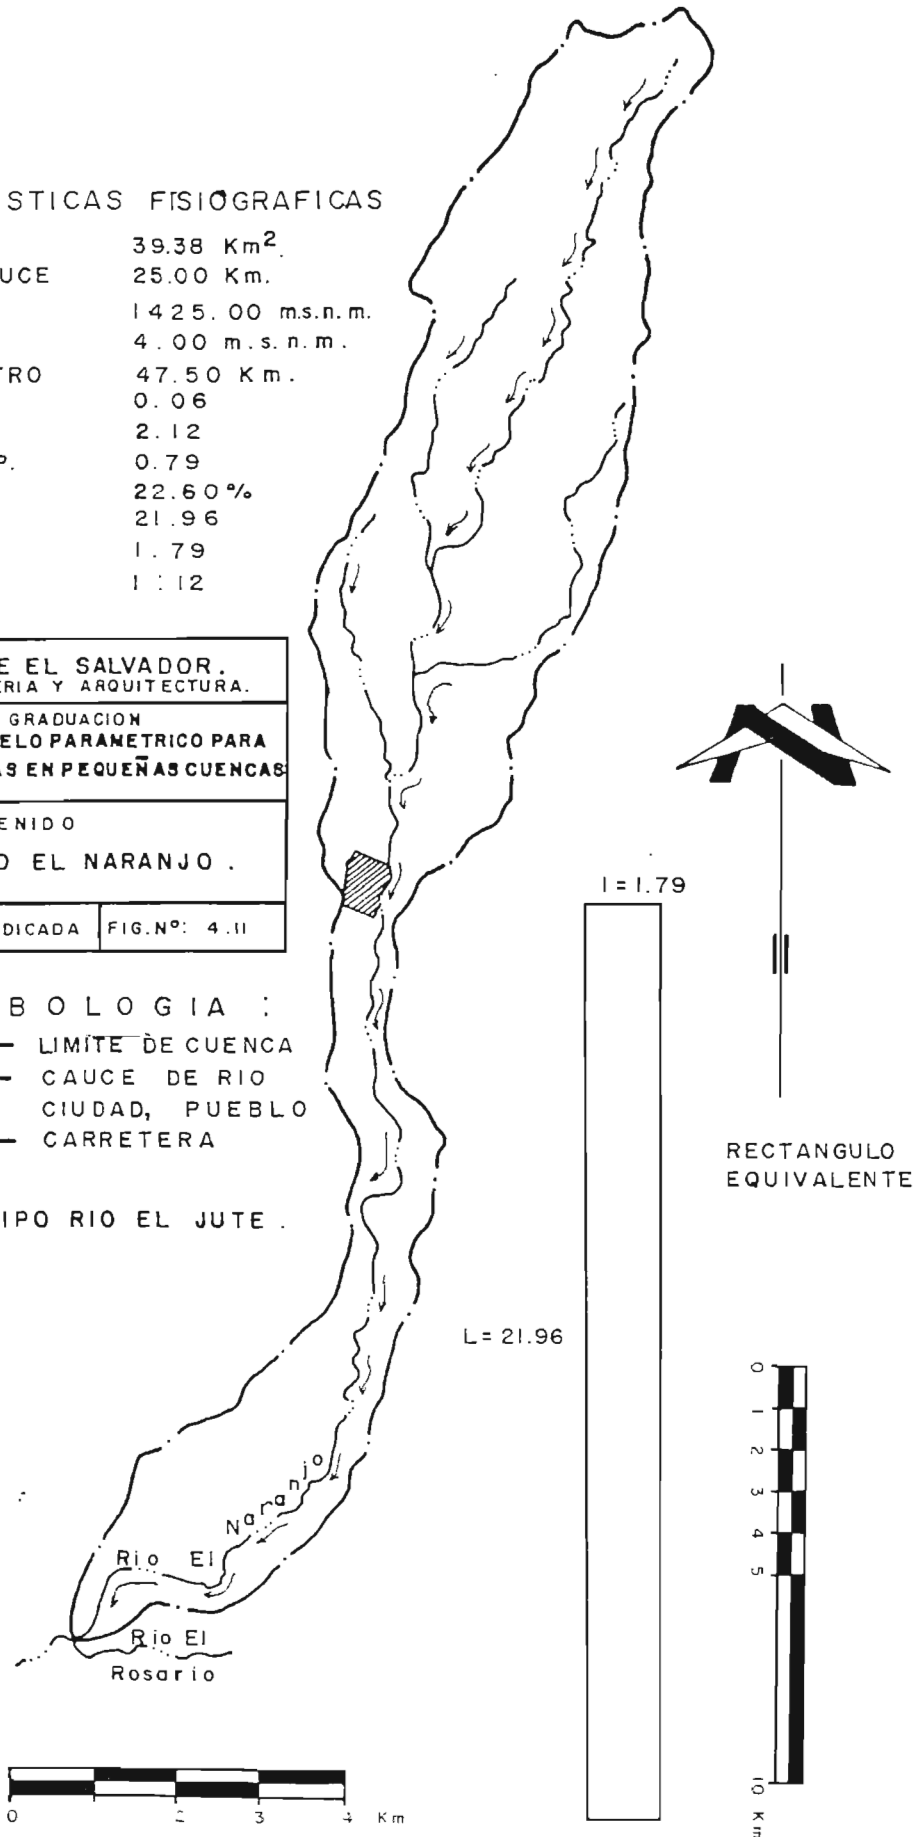 STICAS FISIOGRAFICAS
39.38 Km².
UCE 25.00 Km.
1425.00 m.s.n.m.
4.00 m.s.n.m.
TRO 47.50 Km.
0.06
2.12
P. 0.79
22.60%
21.96
1.79
1:12
E EL SALVADOR.
ERIA Y ARQUITECTURA.
GRADUACION
ELO PARAMETRICO PARA
AS EN PEQUEÑAS CUENCAS
ENIDO
O EL NARANJO.
DICADA FIG.Nº: 4.11
BOLOGIA :
LIMITE DE CUENCA
CAUCE DE RIO
CIUDAD, PUEBLO
CARRETERA
IPO RIO EL JUTE.
l=1.79
RECTANGULO
EQUIVALENTE
L=21.96
0
1
2
3
4
5
10 Km
Rio El Naranjo
Rio El
Rosario
0 2 3 4 Km